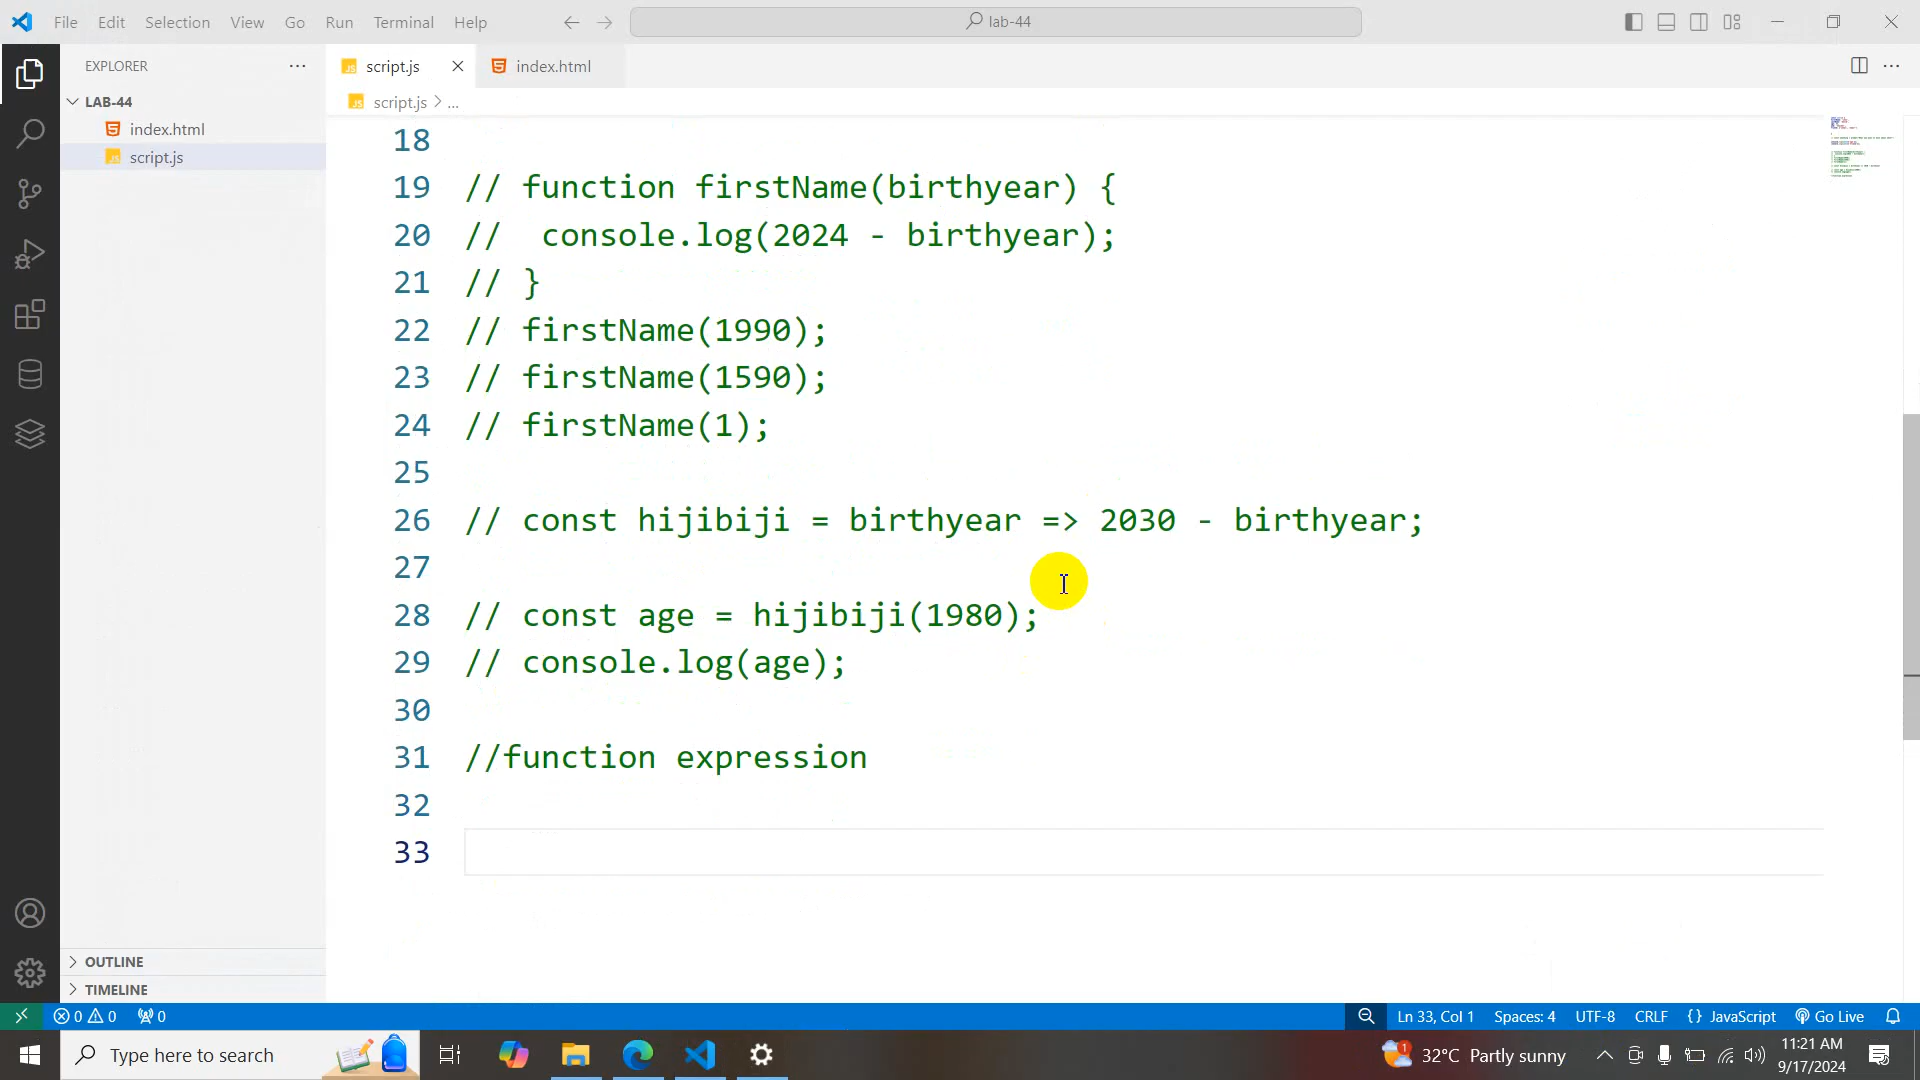 File Edit Selection View Go Run Terminal Help
lab-44
EXPLORER
LAB-44
index.html
script.js
script.js
index.html
script.js > ...
18
19 // function firstName(birthyear) {
20 //  console.log(2024 - birthyear);
21 // }
22 // firstName(1990);
23 // firstName(1590);
24 // firstName(1);
25
26 // const hijibiji = birthyear => 2030 - birthyear;
27
28 // const age = hijibiji(1980);
29 // console.log(age);
30
31 //function expression
32
33
OUTLINE
TIMELINE
0 0 0
Ln 33, Col 1 Spaces: 4 UTF-8 CRLF {} JavaScript Go Live
Type here to search
32°C Partly sunny
11:21 AM
9/17/2024